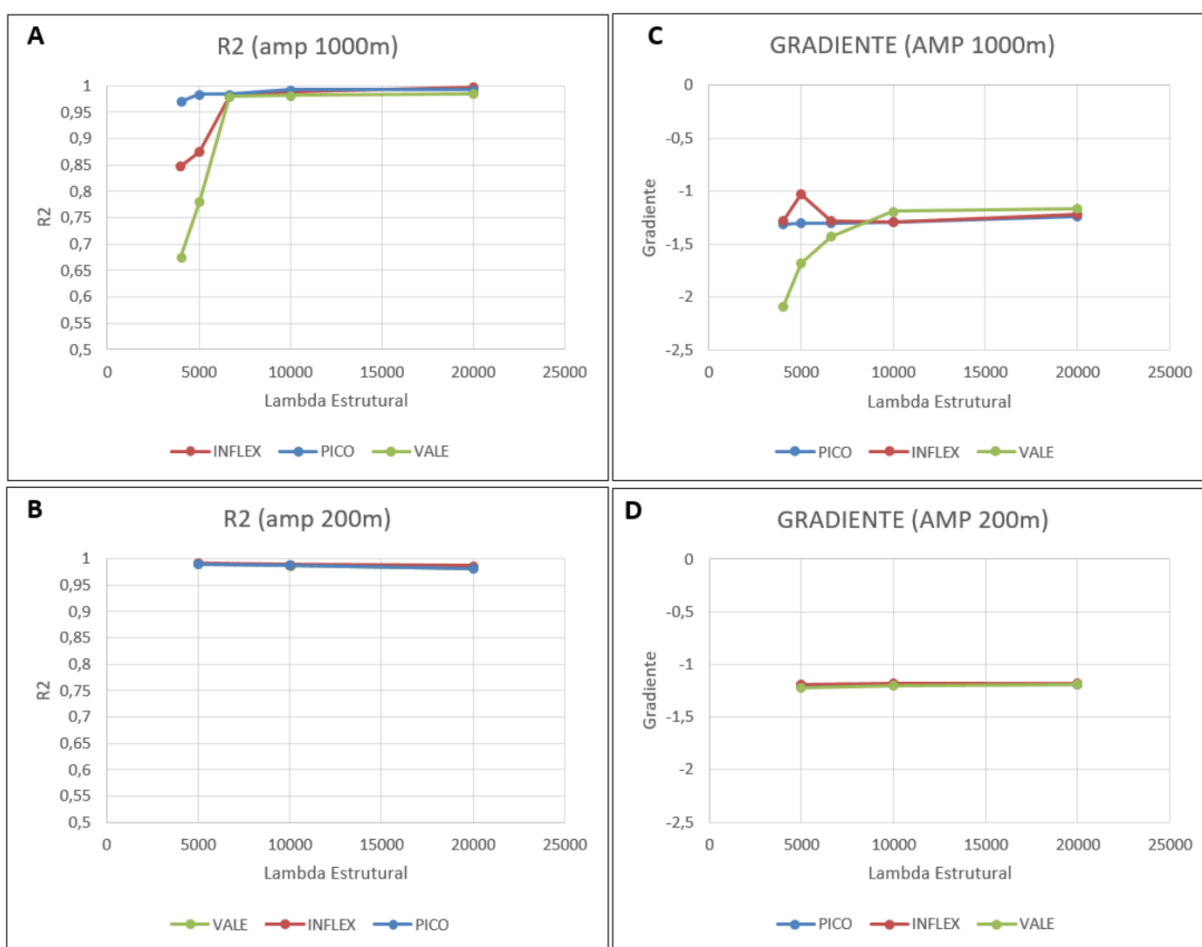 A
R2 (amp 1000m)
1
0,95
0,9
0,85
0,8
0,75
0,7
0,65
0,6
0,55
0,5
R2
0 5000 10000 15000 20000 25000
Lambda Estrutural
INFLEX PICO VALE
C
GRADIENTE (AMP 1000m)
0
-0,5
-1
-1,5
-2
-2,5
Gradiente
0 5000 10000 15000 20000 25000
Lambda Estrutural
PICO INFLEX VALE
B
R2 (amp 200m)
1
0,95
0,9
0,85
0,8
0,75
0,7
0,65
0,6
0,55
0,5
R2
0 5000 10000 15000 20000 25000
Lambda Estrutural
VALE INFLEX PICO
D
GRADIENTE (AMP 200m)
0
-0,5
-1
-1,5
-2
-2,5
Gradiente
0 5000 10000 15000 20000 25000
Lambda Estrutural
PICO INFLEX VALE